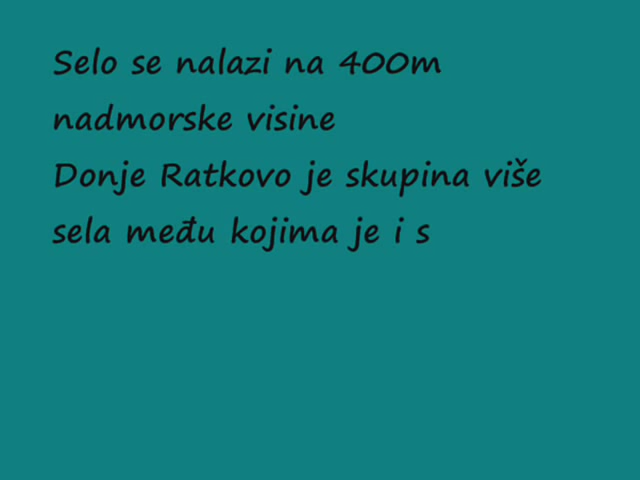 Selo se nalazi na 400m
nadmorske visine
Donje Ratkovo je skupina više
sela među kojima je i s